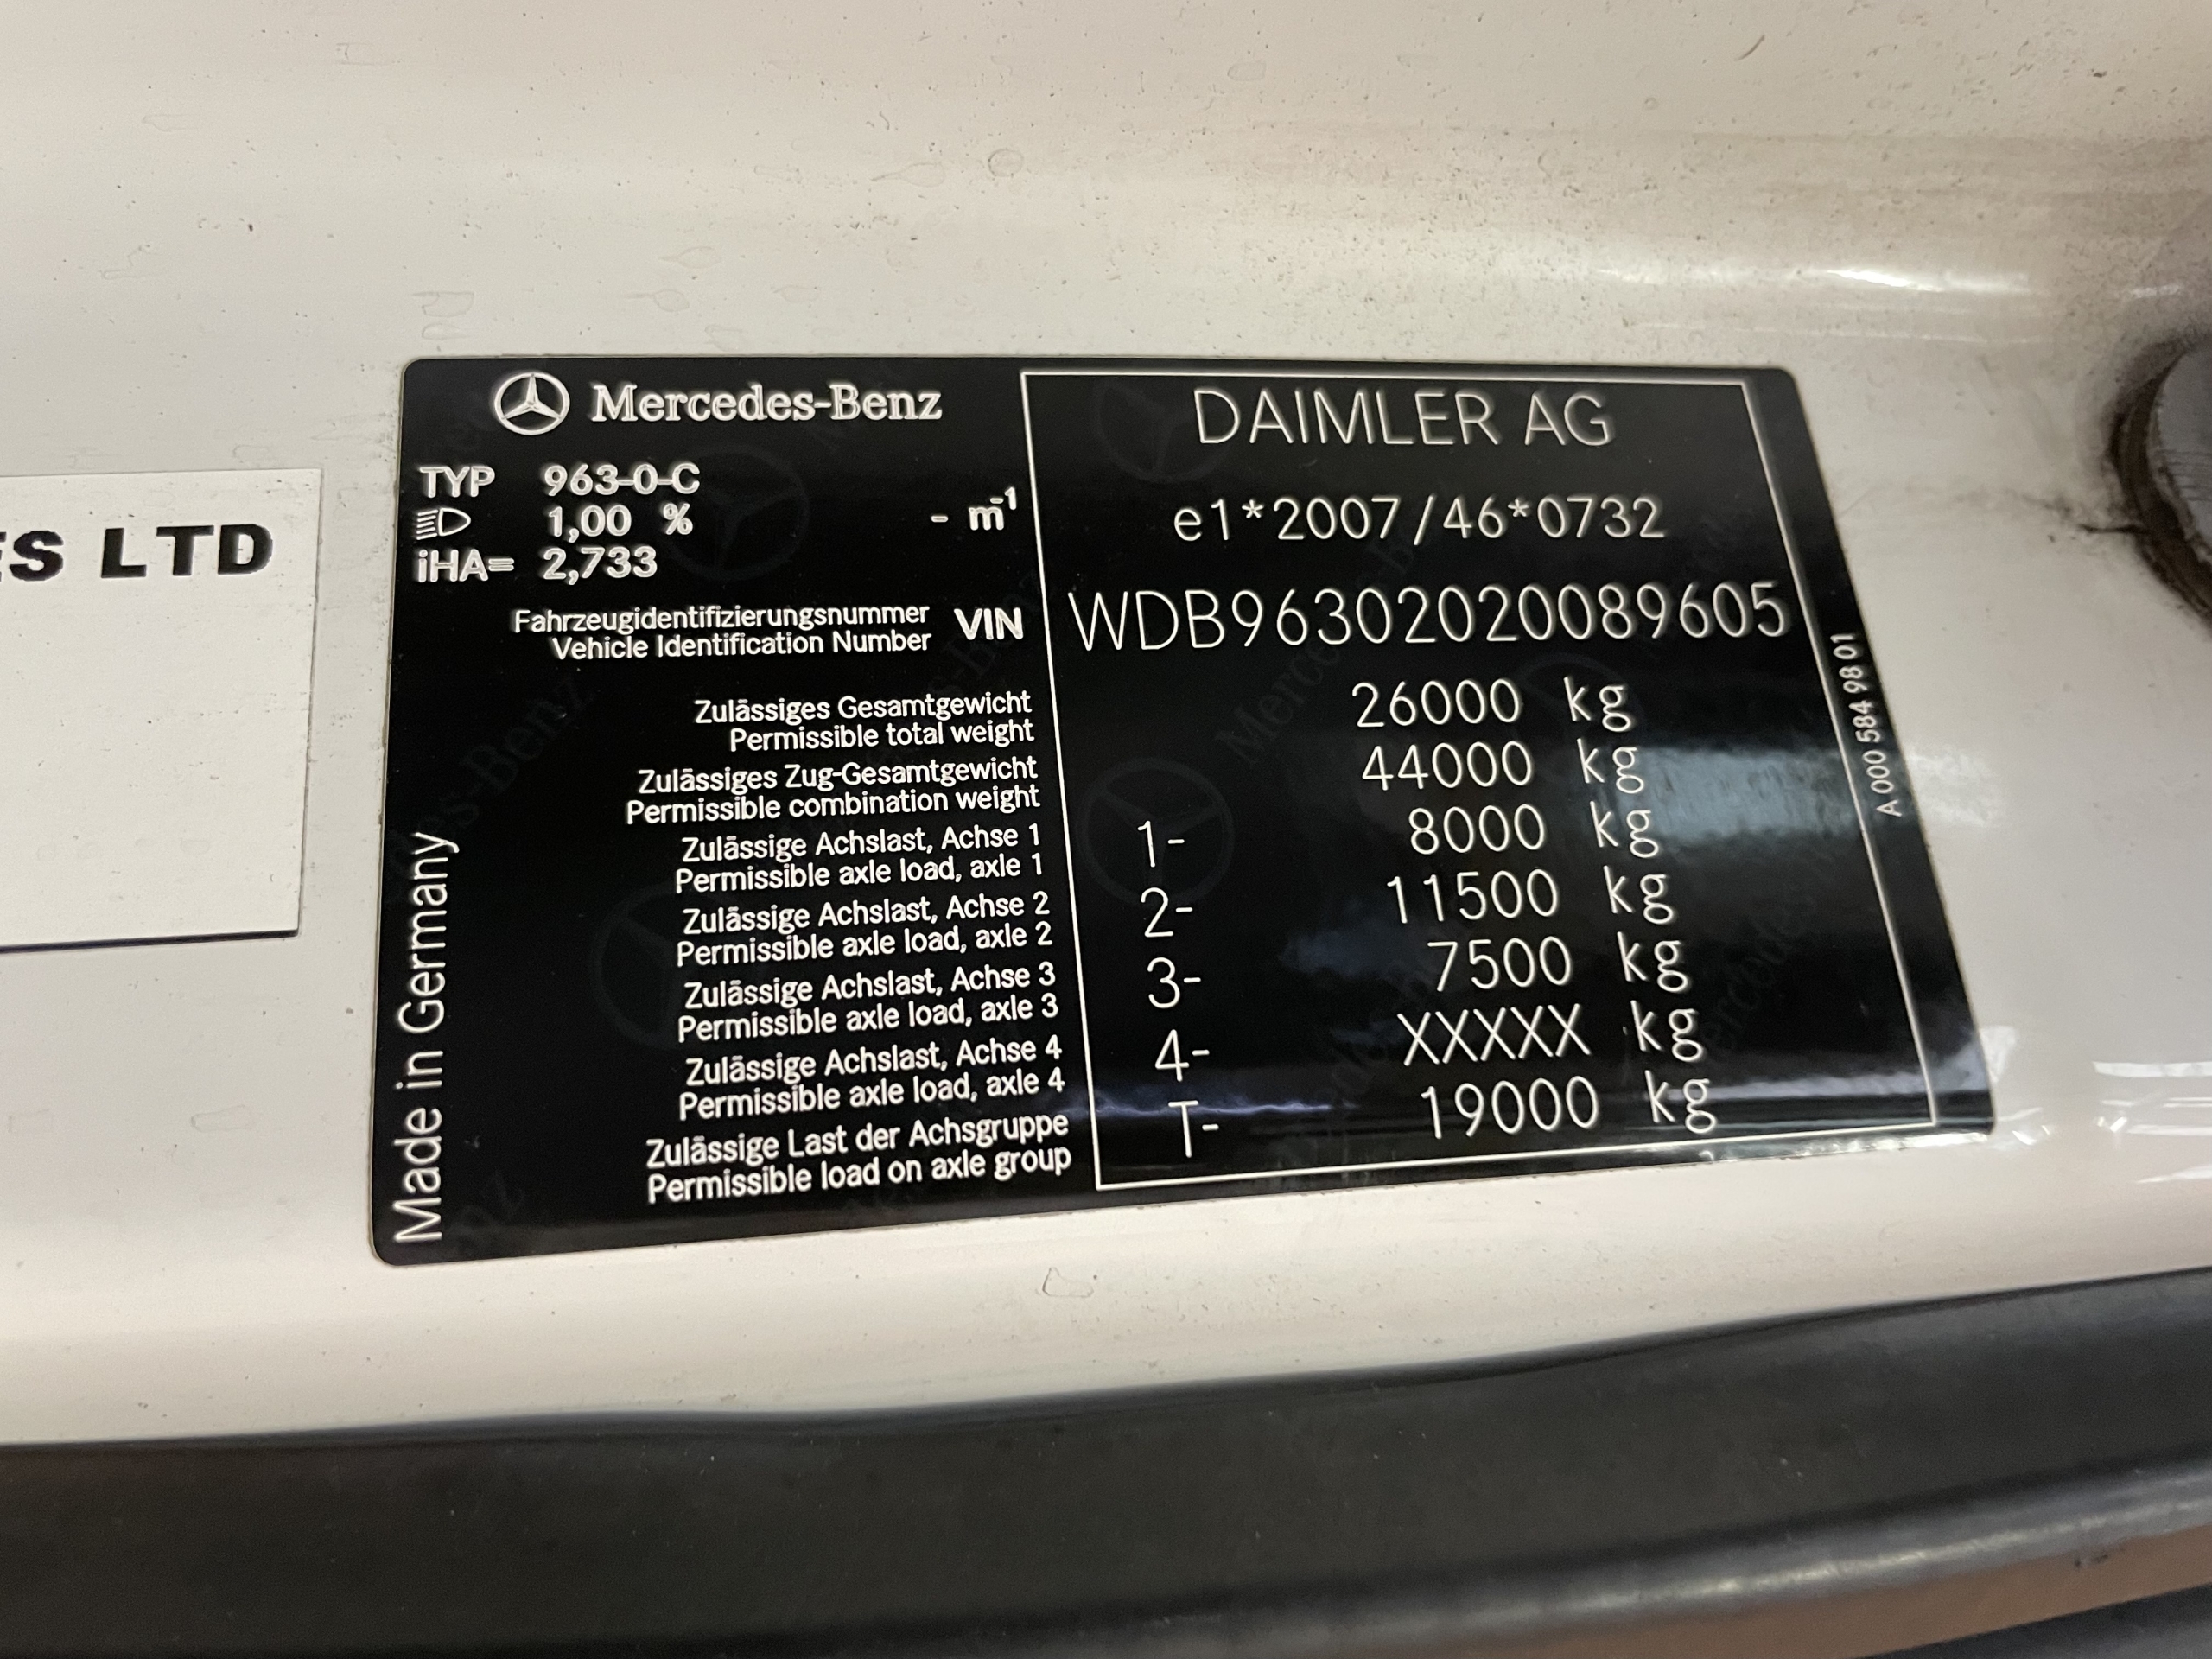 ES LTD
Mercedes-Benz
TYP 963-0-C
1,00 % - m⁻¹
iHA= 2,733
Fahrzeugidentifizierungsnummer
Vehicle Identification Number
VIN
Zulässiges Gesamtgewicht
Permissible total weight
Zulässiges Zug-Gesamtgewicht
Permissible combination weight
Zulässige Achslast, Achse 1
Permissible axle load, axle 1
Zulässige Achslast, Achse 2
Permissible axle load, axle 2
Zulässige Achslast, Achse 3
Permissible axle load, axle 3
Zulässige Achslast, Achse 4
Permissible axle load, axle 4
Zulässige Last der Achsgruppe
Permissible load on axle group
Made in Germany
DAIMLER AG
e1*2007/46*0732
WDB96302020089605
26000 kg
44000 kg
1- 8000 kg
2- 11500 kg
3- 7500 kg
4- XXXXX kg
T- 19000 kg
A 000 584 98 01